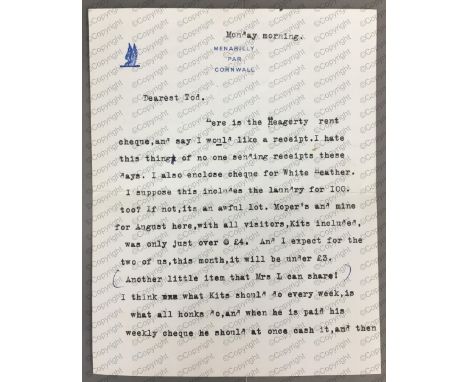 Monday morning.
MENABILLY
PAR
CORNWALL
Dearest Tod.
Here is the Heagerty rent
cheque,and say I would like a receipt.I hate
this thing of no one sending receipts these
days. I also enclose cheque for White Heather.
I suppose this includes the laundry for 100.
too? If not,its an awful lot. Moper's and mine
for August here,with all visitors,Kits included,
was only just over £4. And I expect for the
two of us,this month,it will be under £3.
(Another little item that Mrs L can share!)
I think what Kits should do every week,is
what all honks do,and when he is paid his
weekly cheque he should at once cash it,and then
©Copyright